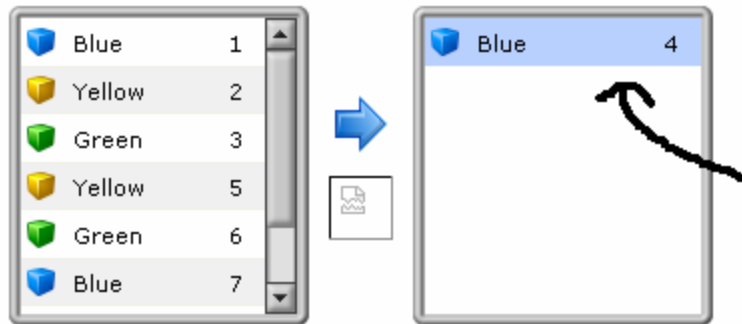 Blue 1
Yellow 2
Green 3
Yellow 5
Green 6
Blue 7
Blue 4